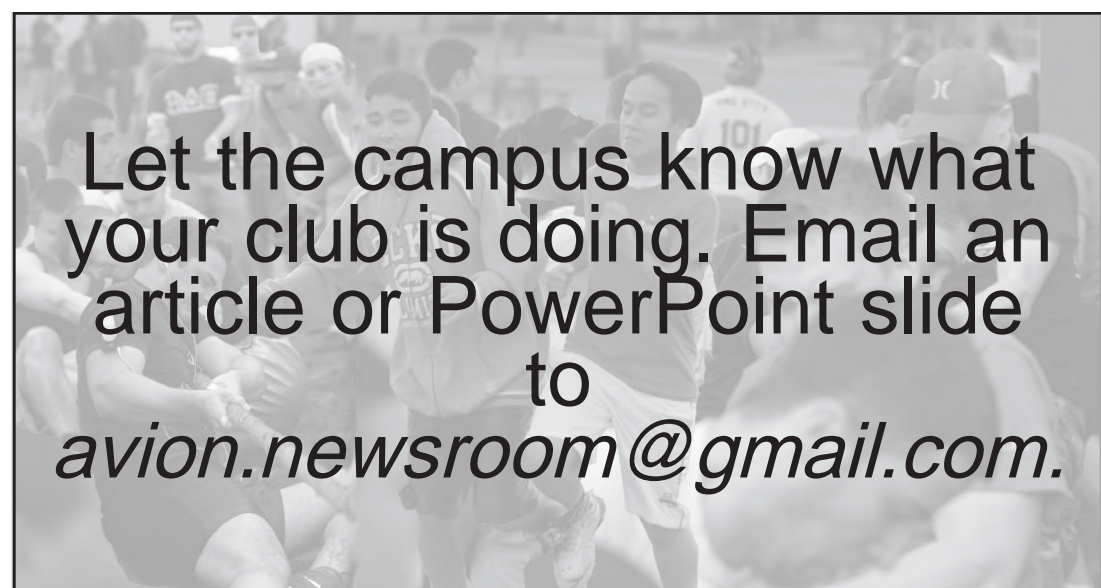 Let the campus know what
your club is doing. Email an
article or PowerPoint slide
to
avion.newsroom@gmail.com.
101